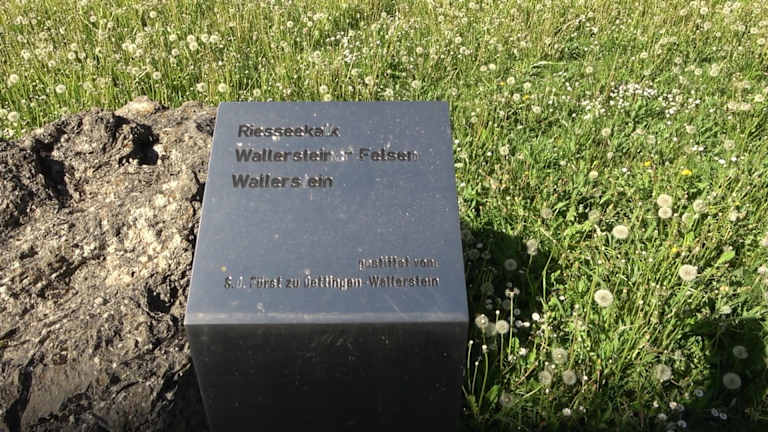 Riesseekalk
Wallersteiner Felsen
Wallerstein
gestiftet von:
S. D. Fürst zu Oettingen-Wallerstein